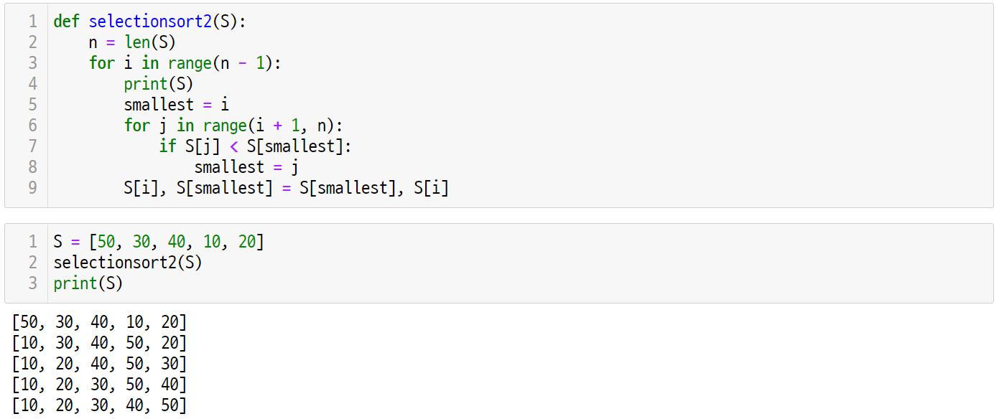 1 def selectionsort2(S):
2     n = len(S)
3     for i in range(n - 1):
4         print(S)
5         smallest = i
6         for j in range(i + 1, n):
7             if S[j] < S[smallest]:
8                 smallest = j
9         S[i], S[smallest] = S[smallest], S[i]
1 S = [50, 30, 40, 10, 20]
2 selectionsort2(S)
3 print(S)
[50, 30, 40, 10, 20]
[10, 30, 40, 50, 20]
[10, 20, 40, 50, 30]
[10, 20, 30, 50, 40]
[10, 20, 30, 40, 50]